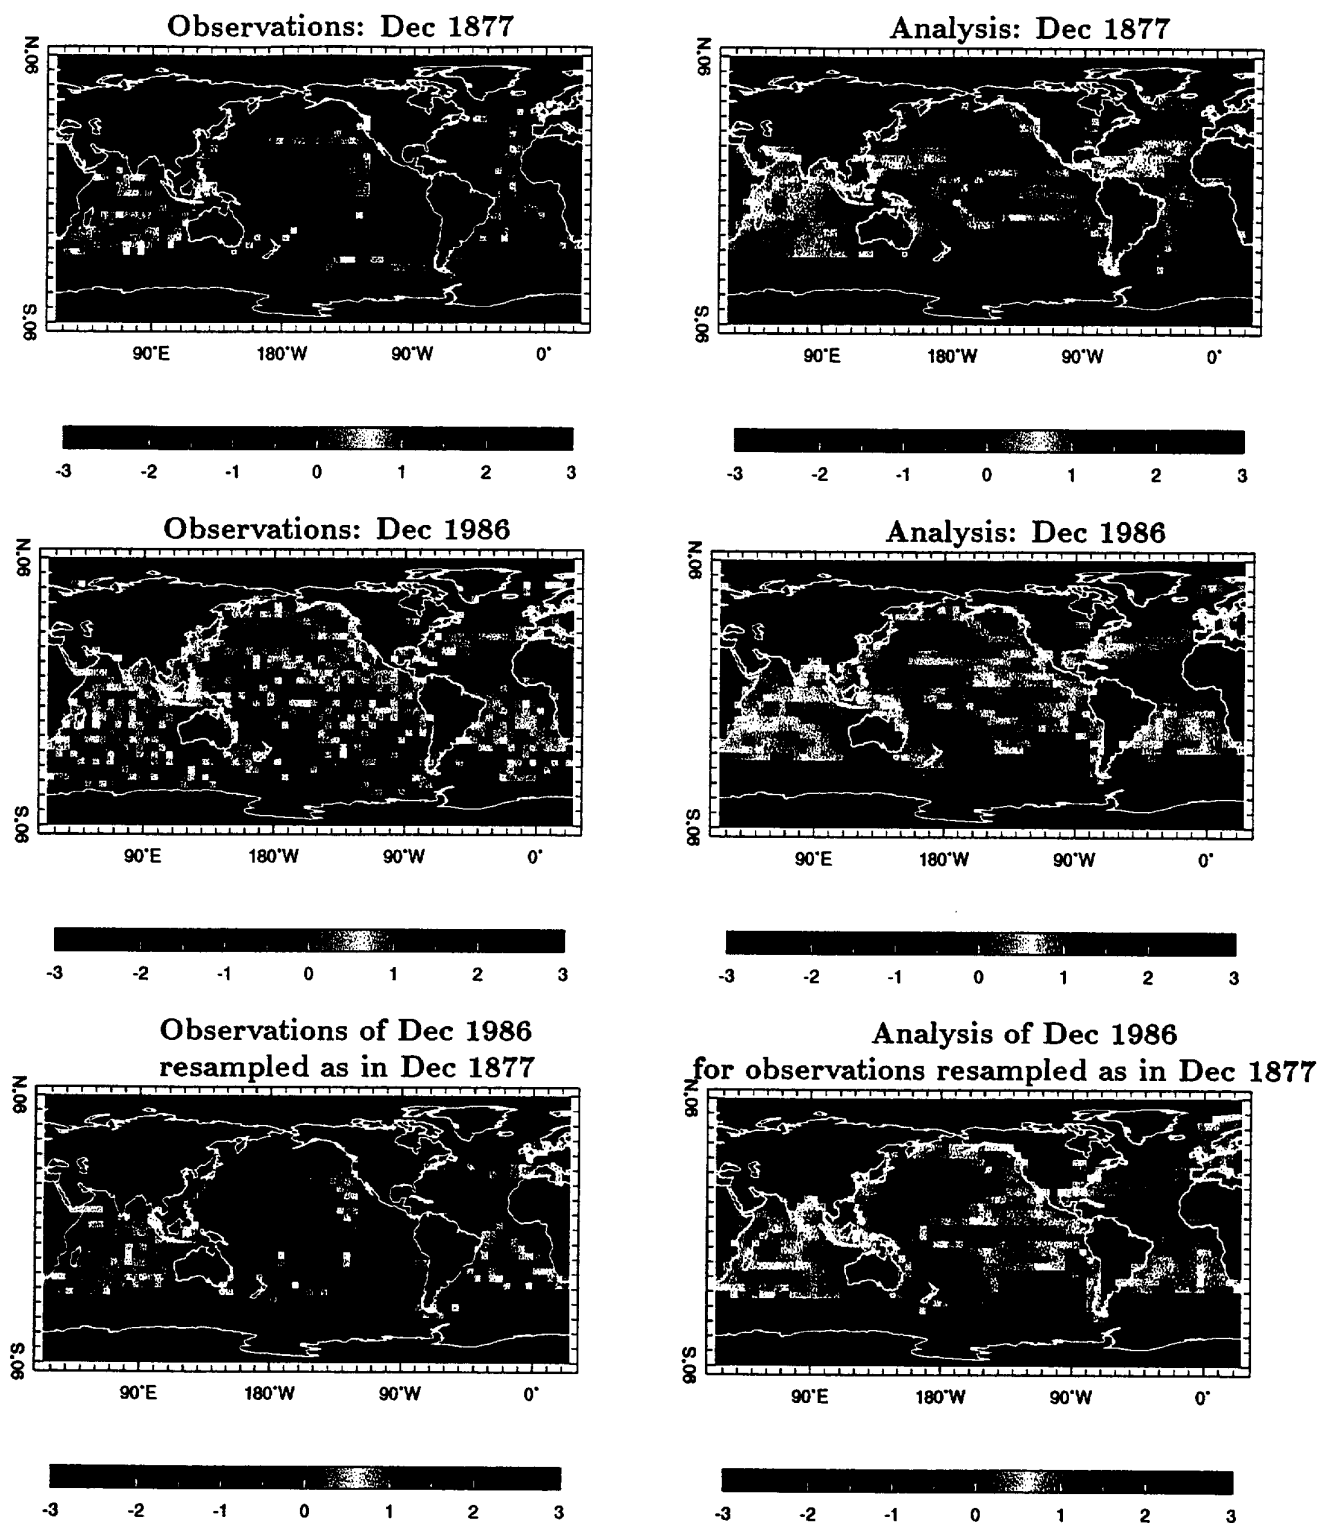 Observations: Dec 1877
Analysis: Dec 1877
90°N
90°S
90°E 180°W 90°W 0°
90°N
90°S
90°E 180°W 90°W 0°
-3 -2 -1 0 1 2 3
-3 -2 -1 0 1 2 3
Observations: Dec 1986
Analysis: Dec 1986
90°N
90°S
90°E 180°W 90°W 0°
90°N
90°S
90°E 180°W 90°W 0°
-3 -2 -1 0 1 2 3
-3 -2 -1 0 1 2 3
Observations of Dec 1986
resampled as in Dec 1877
Analysis of Dec 1986
for observations resampled as in Dec 1877
90°N
90°S
90°E 180°W 90°W 0°
90°N
90°S
90°E 180°W 90°W 0°
-3 -2 -1 0 1 2 3
-3 -2 -1 0 1 2 3